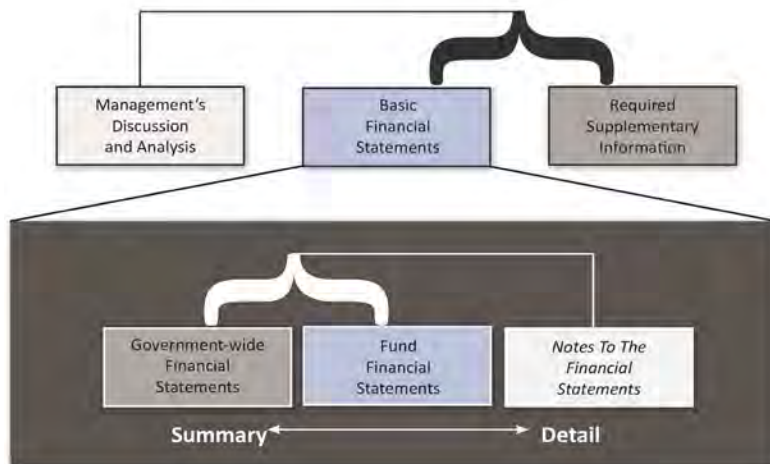 Management's
Discussion
and Analysis
Basic
Financial
Statements
Required
Supplementary
Information
Government-wide
Financial
Statements
Fund
Financial
Statements
Notes To The
Financial
Statements
Summary
Detail